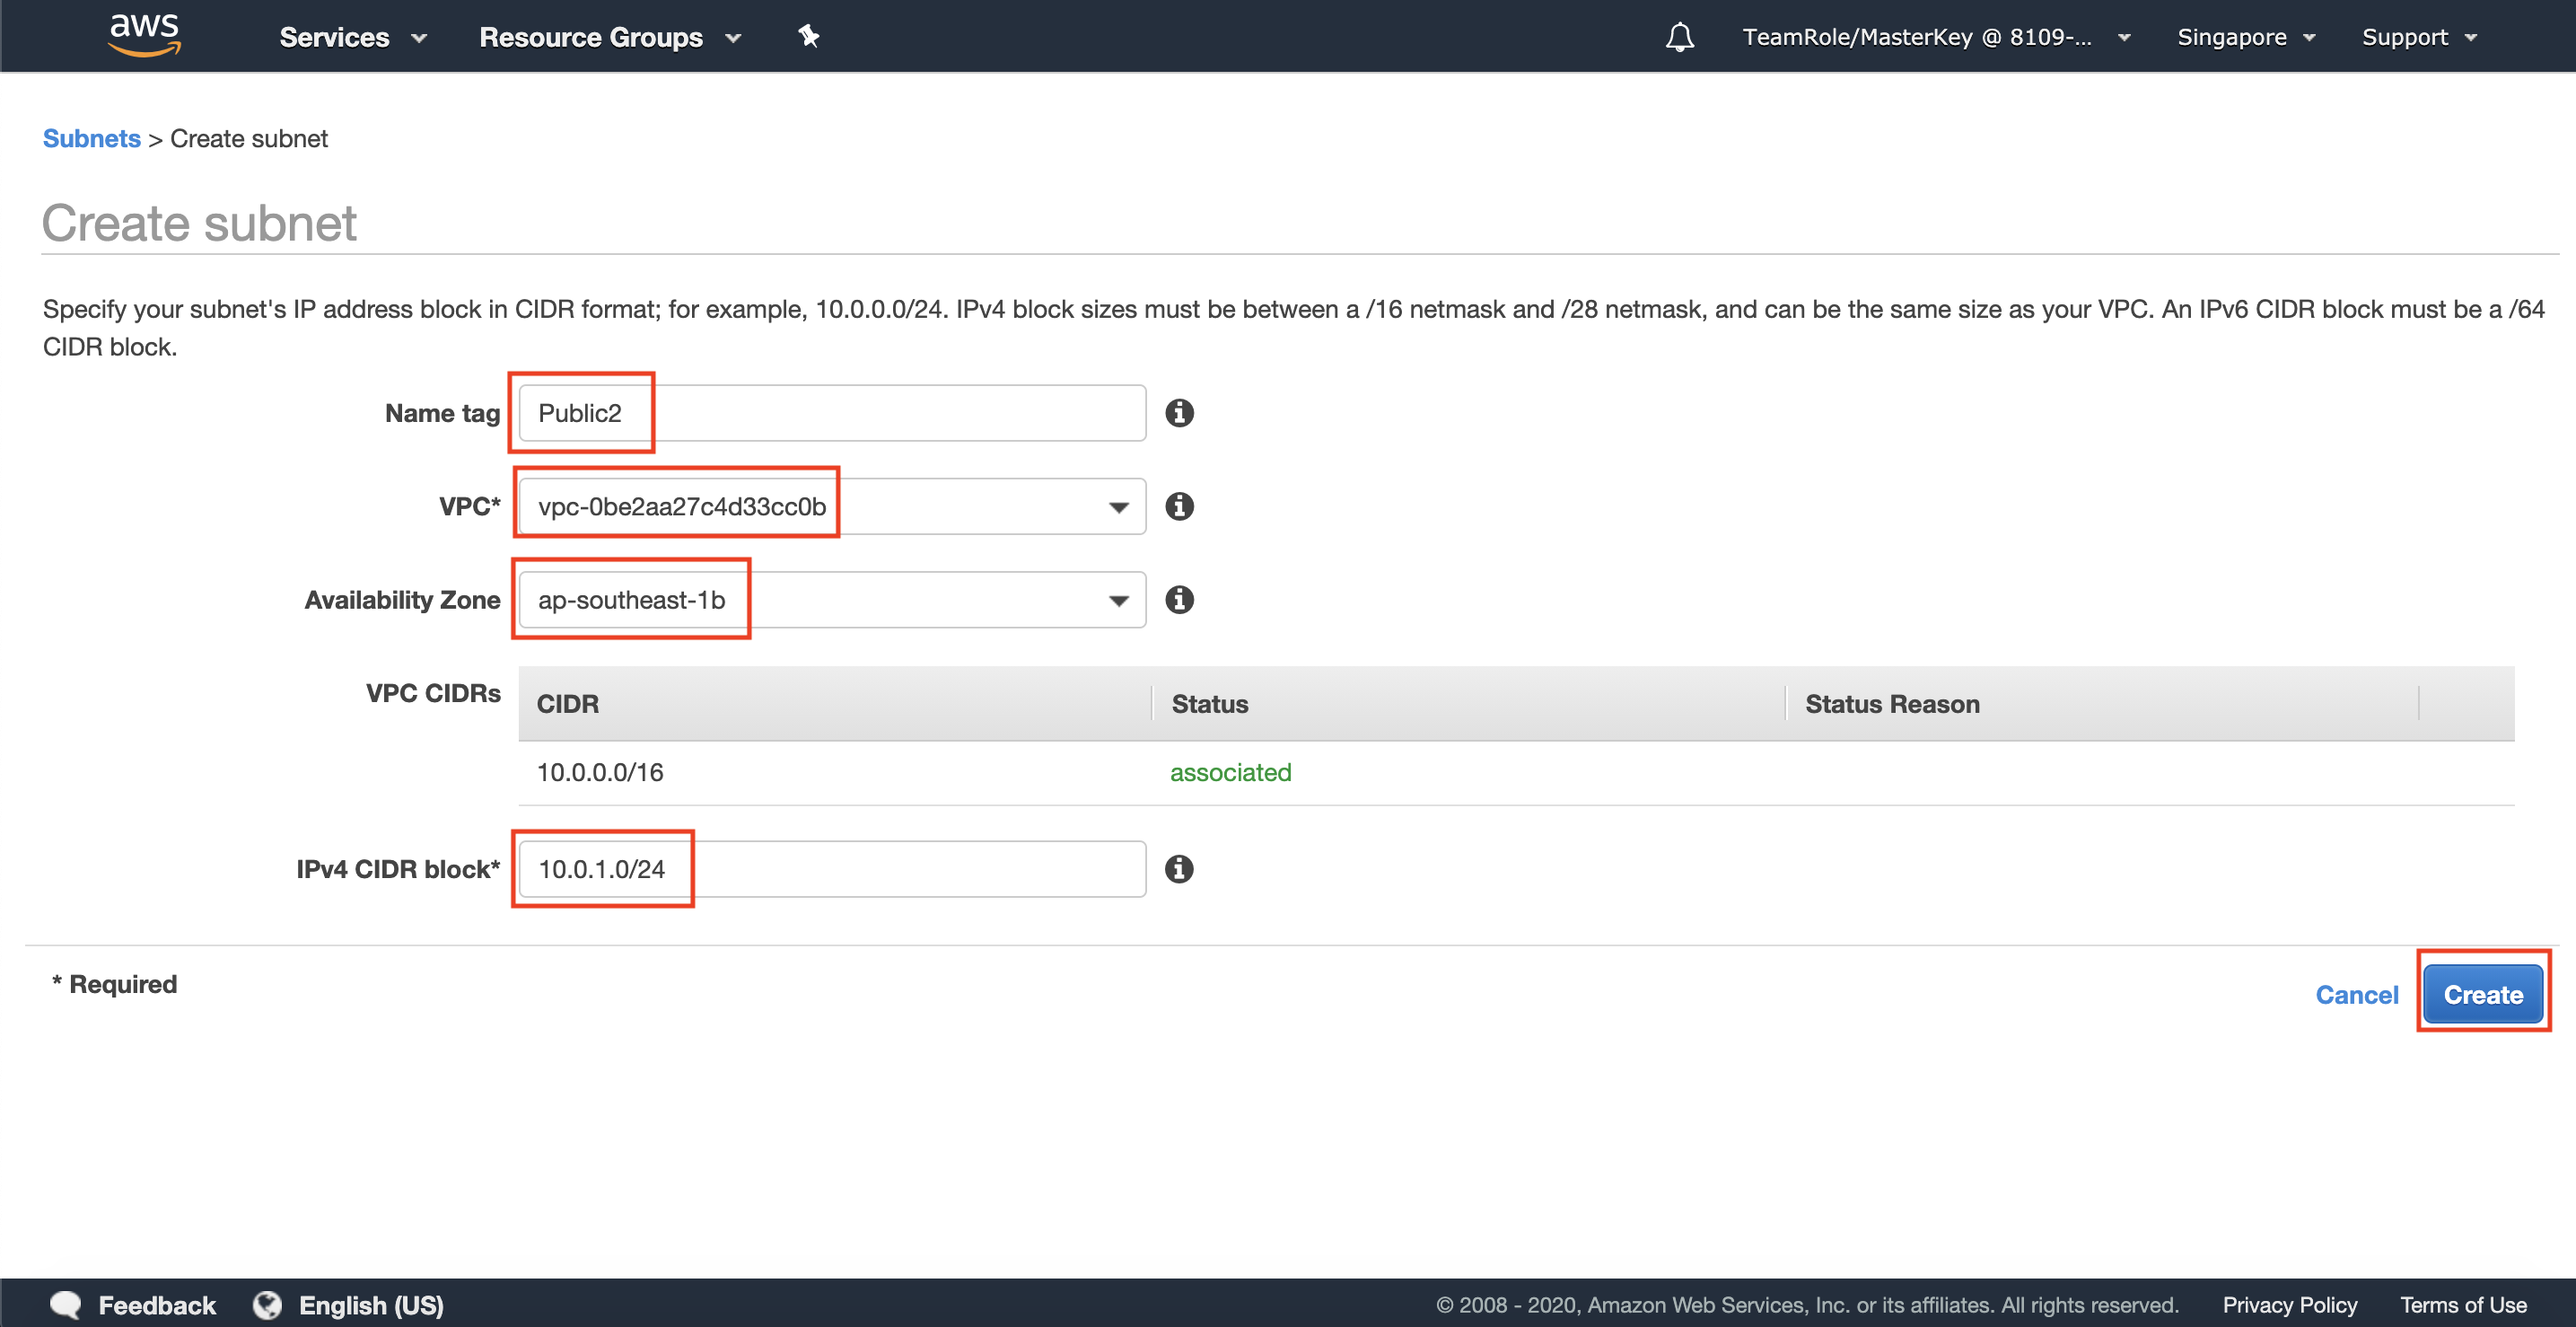 aws Services Resource Groups TeamRole/MasterKey @ 8109-... Singapore Support
Subnets > Create subnet
Create subnet
Specify your subnet's IP address block in CIDR format; for example, 10.0.0.0/24. IPv4 block sizes must be between a /16 netmask and /28 netmask, and can be the same size as your VPC. An IPv6 CIDR block must be a /64
CIDR block.
Name tag Public2
VPC* vpc-0be2aa27c4d33cc0b
Availability Zone ap-southeast-1b
VPC CIDRs CIDR Status Status Reason
10.0.0.0/16 associated
IPv4 CIDR block* 10.0.1.0/24
* Required Cancel Create
Feedback English (US) © 2008 - 2020, Amazon Web Services, Inc. or its affiliates. All rights reserved. Privacy Policy Terms of Use